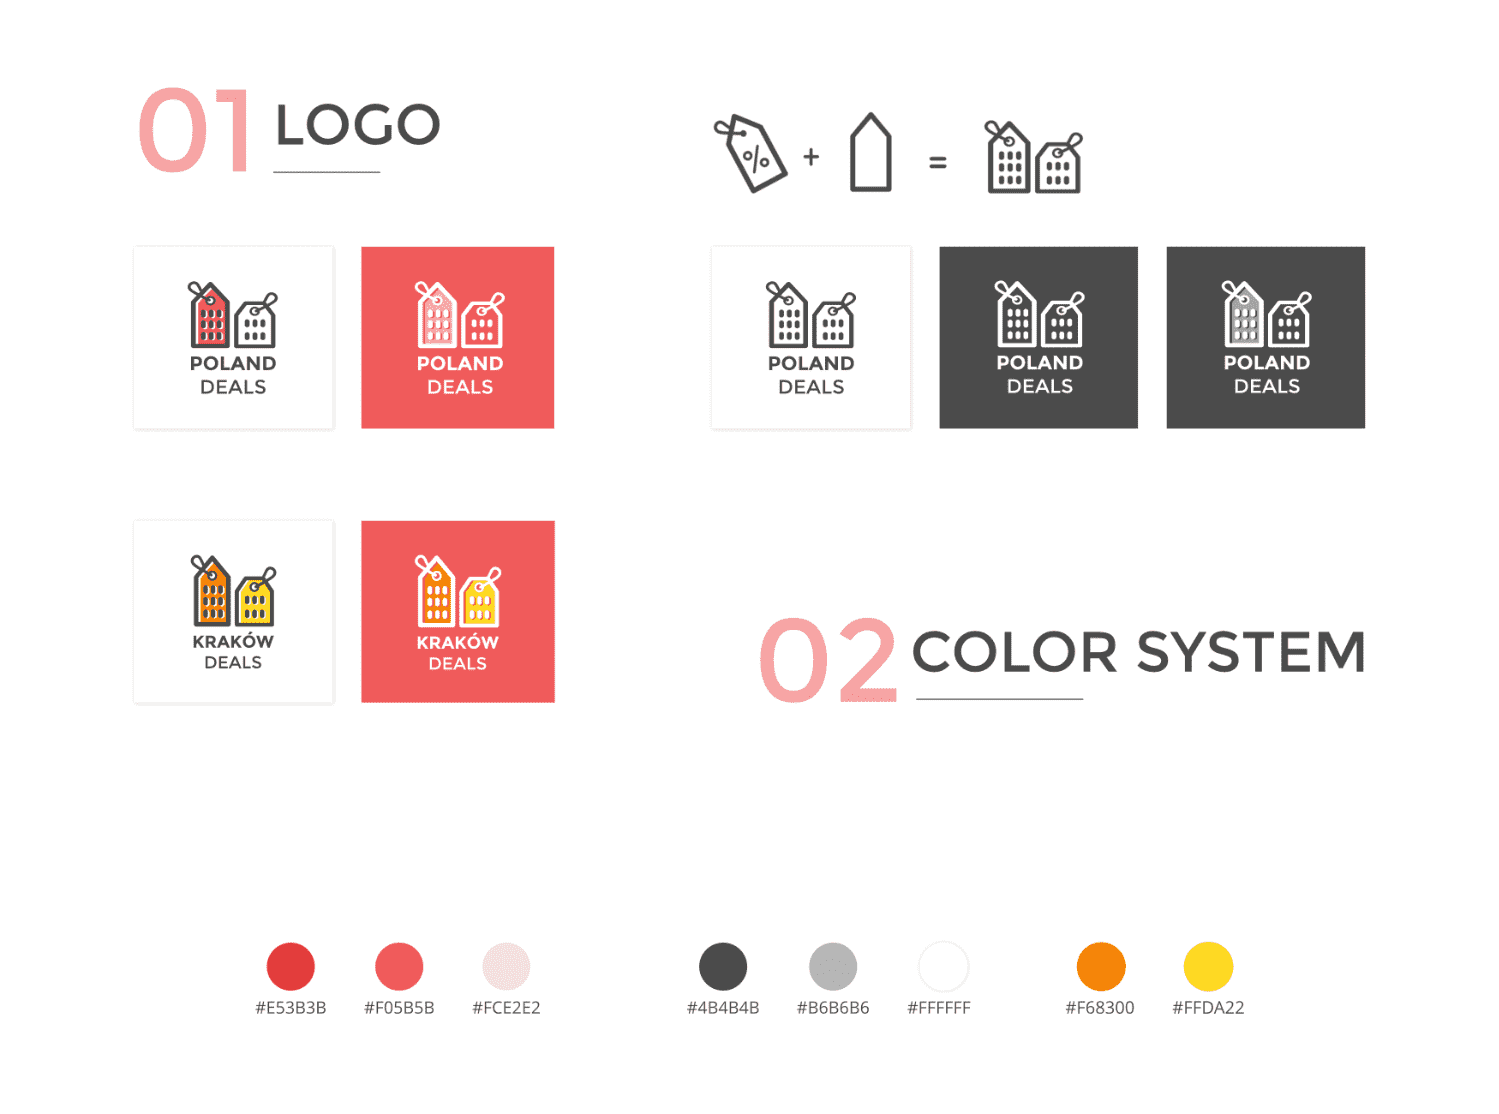 01 LOGO
% + =
POLAND
DEALS
POLAND
DEALS
POLAND
DEALS
POLAND
DEALS
POLAND
DEALS
KRAKÓW
DEALS
KRAKÓW
DEALS
02 COLOR SYSTEM
#E53B3B #F05B5B #FCE2E2 #4B4B4B #B6B6B6 #FFFFFF #F68300 #FFDA22